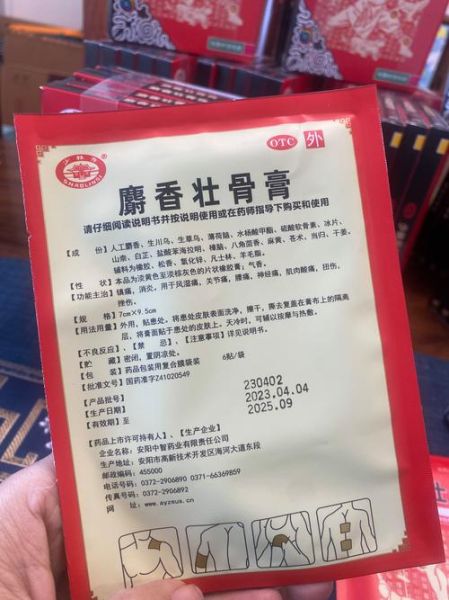 少林寺
SHAOLINSI
OTC 外
麝香壮骨膏
请仔细阅读说明书并按说明使用或在药师指导下购买和使用
【成　　份】人工麝香、生川乌、生草乌、薄荷脑、水杨酸甲酯、硫酸软骨素、冰片、
山柰、白芷、盐酸苯海拉明、樟脑、八角茴香、麻黄、苍术、当归、干姜、
辅料为橡胶、松香、氧化锌、凡士林、羊毛脂。
【性　　状】本品为淡黄色至淡棕灰色的片状橡胶膏；气香。
【功能主治】镇痛，消炎。用于风湿痛，关节痛，腰痛，神经痛，肌肉酸痛，扭伤，
挫伤。
【规　　格】7cm×9.5cm
【用法用量】外用，贴患处。将患处皮肤表面洗净，擦干，撕去复盖在膏布上的隔离
层，将膏面贴于患处的皮肤上。天冷时，可辅以按摩与热敷。
【不良反应】、【禁　　忌】、【注意事项】详见说明书。
【贮　　藏】密闭，置阴凉处。
【包　　装】药品包装用复合膜袋装　6贴/袋
【批准文号】国药准字Z41020549
【产品批号】230402
【生产日期】2023.04.04
【有效期】至 2025.09
【药品上市许可持有人】、【生产企业】
企业名称：安阳中智药业有限责任公司
生产地址：安阳市高新技术开发区海河大道东段
邮政编码：455000
电话号码：0372-2906890 0371-66369859
传真号码：0372-2906892
网　　址：www.ayzsus.cn